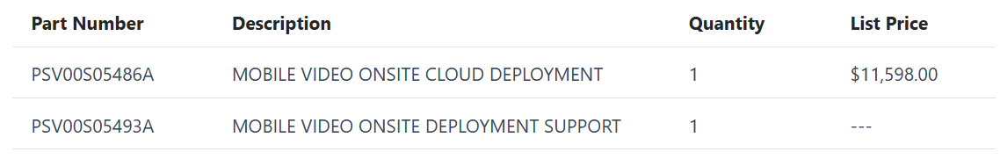 Part Number Description Quantity List Price
PSV00S05486A MOBILE VIDEO ONSITE CLOUD DEPLOYMENT 1 $11,598.00
PSV00S05493A MOBILE VIDEO ONSITE DEPLOYMENT SUPPORT 1 ---